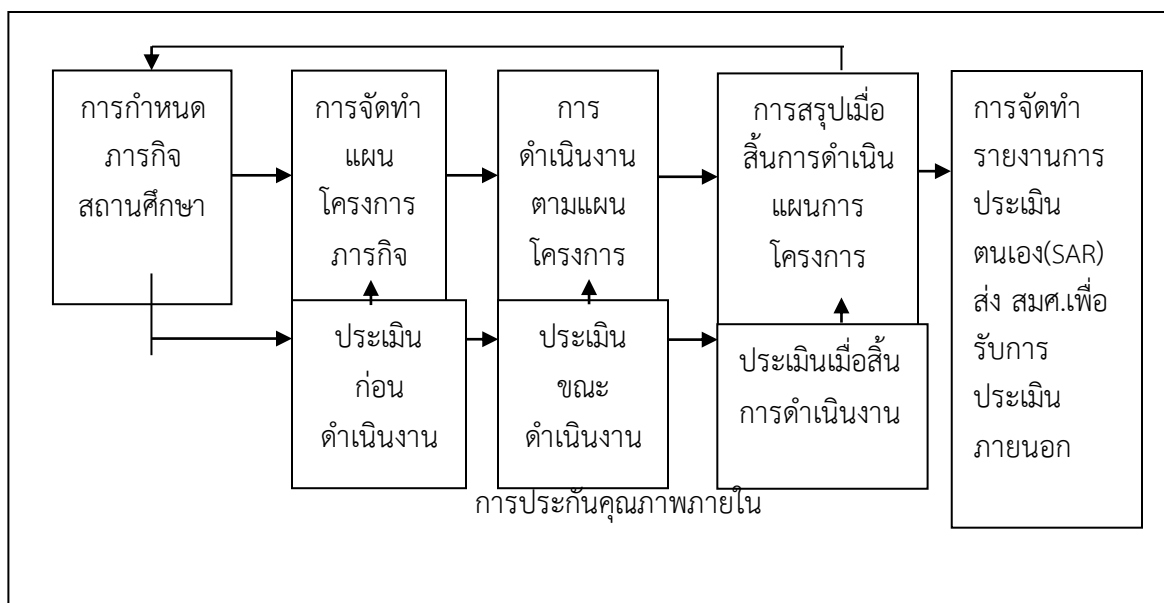 การกำหนด
ภารกิจ
สถานศึกษา
การจัดทำ
แผน
โครงการ
ภารกิจ
การ
ดำเนินงาน
ตามแผน
โครงการ
การสรุปเมื่อ
สิ้นการดำเนิน
แผนการ
โครงการ
การจัดทำ
รายงานการ
ประเมิน
ตนเอง(SAR)
ส่ง สมศ.เพื่อ
รับการ
ประเมิน
ภายนอก
ประเมิน
ก่อน
ดำเนินงาน
ประเมิน
ขณะ
ดำเนินงาน
ประเมินเมื่อสิ้น
การดำเนินงาน
การประกันคุณภาพภายใน